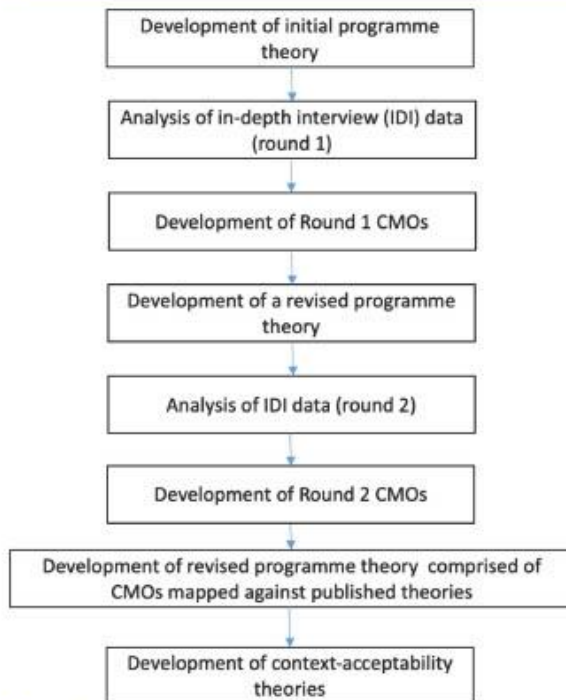 Development of initial programme
theory
Analysis of in-depth interview (IDI) data
(round 1)
Development of Round 1 CMOs
Development of a revised programme
theory
Analysis of IDI data (round 2)
Development of Round 2 CMOs
Development of revised programme theory comprised of
CMOs mapped against published theories
Development of context-acceptability
theories